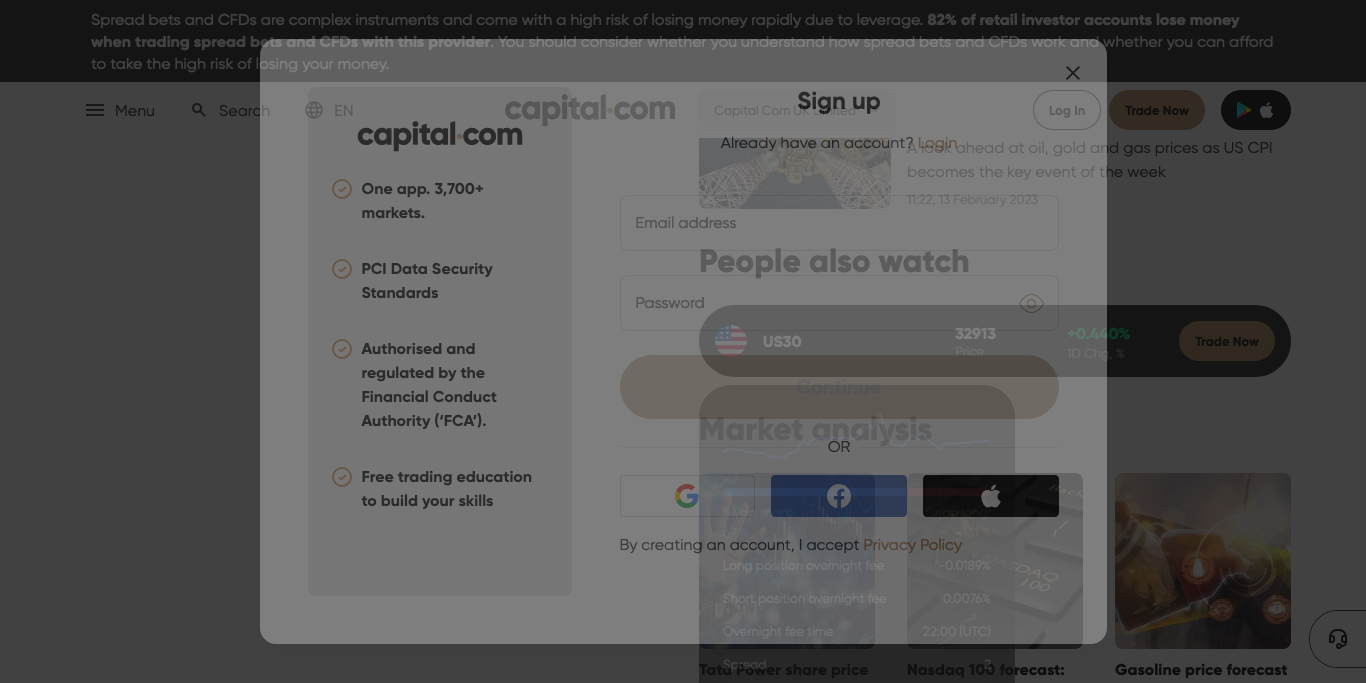 Spread bets and CFDs are complex instruments and come with a high risk of losing money rapidly due to leverage. 82% of retail investor accounts lose money
when trading spread bets and CFDs with this provider. You should consider whether you understand how spread bets and CFDs work and whether you can afford
to take the high risk of losing your money.
Menu
Search
EN
capital.com
Capital Com UK Limited
Log In
Trade Now
Sign up
Already have an account? Login
capital.com
One app. 3,700+
markets.
PCI Data Security
Standards
Authorised and
regulated by the
Financial Conduct
Authority (‘FCA’).
Free trading education
to build your skills
Email address
Password
Continue
OR
By creating an account, I accept Privacy Policy
A look ahead at oil, gold and gas prices as US CPI
becomes the key event of the week
11:22, 13 February 2023
People also watch
US30
32913
Price
+0.440%
1D Chg, %
Trade Now
Market analysis
Long position overnight fee
-0.0189%
Short position overnight fee
0.0076%
Overnight fee time
22:00 (UTC)
Spread
NASDAQ
100
Tata Power share price
Nasdaq 100 forecast:
Gasoline price forecast